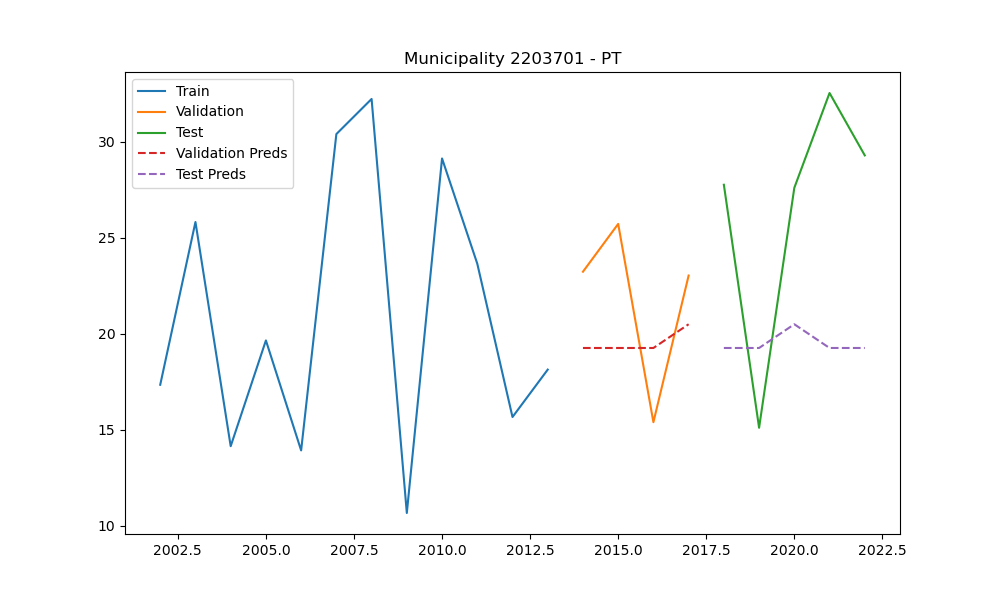 Municipality 2203701 - PT
Train
Validation
Test
Validation Preds
Test Preds
30
25
20
15
10
2002.5 2005.0 2007.5 2010.0 2012.5 2015.0 2017.5 2020.0 2022.5